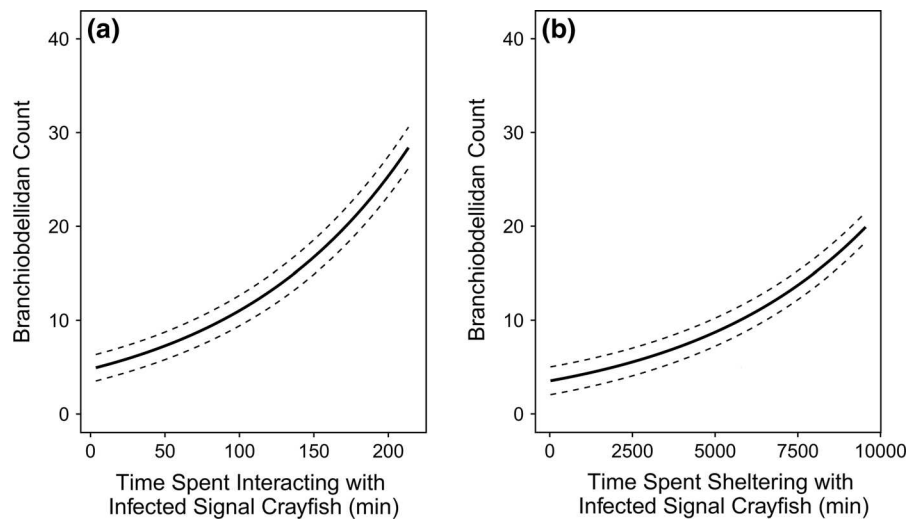 (a)
40
30
20
10
0
Branchiobdellidan Count
0 50 100 150 200
Time Spent Interacting with
Infected Signal Crayfish (min)
(b)
40
30
20
10
0
Branchiobdellidan Count
0 2500 5000 7500 10000
Time Spent Sheltering with
Infected Signal Crayfish (min)